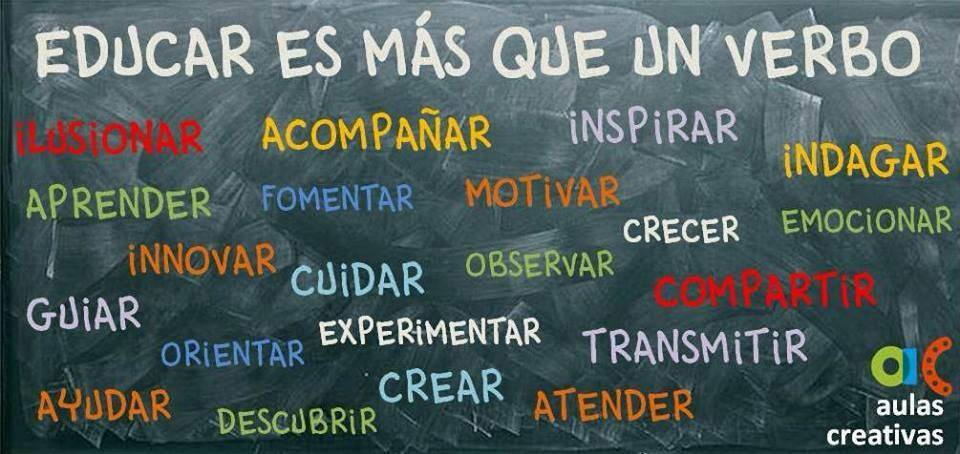 EDUCAR ES MÁS QUE UN VERBO
iLUSiONAR
ACOMPAÑAR
iNSPiRAR
iNDAGAR
APRENDER
FOMENTAR
MOTiVAR
CRECER
EMOCiONAR
iNNOVAR
CUiDAR
OBSERVAR
COMPARTiR
GUiAR
EXPERiMENTAR
ORiENTAR
TRANSMiTiR
CREAR
AYUDAR
DESCUBRiR
ATENDER
ac
aulas
creativas